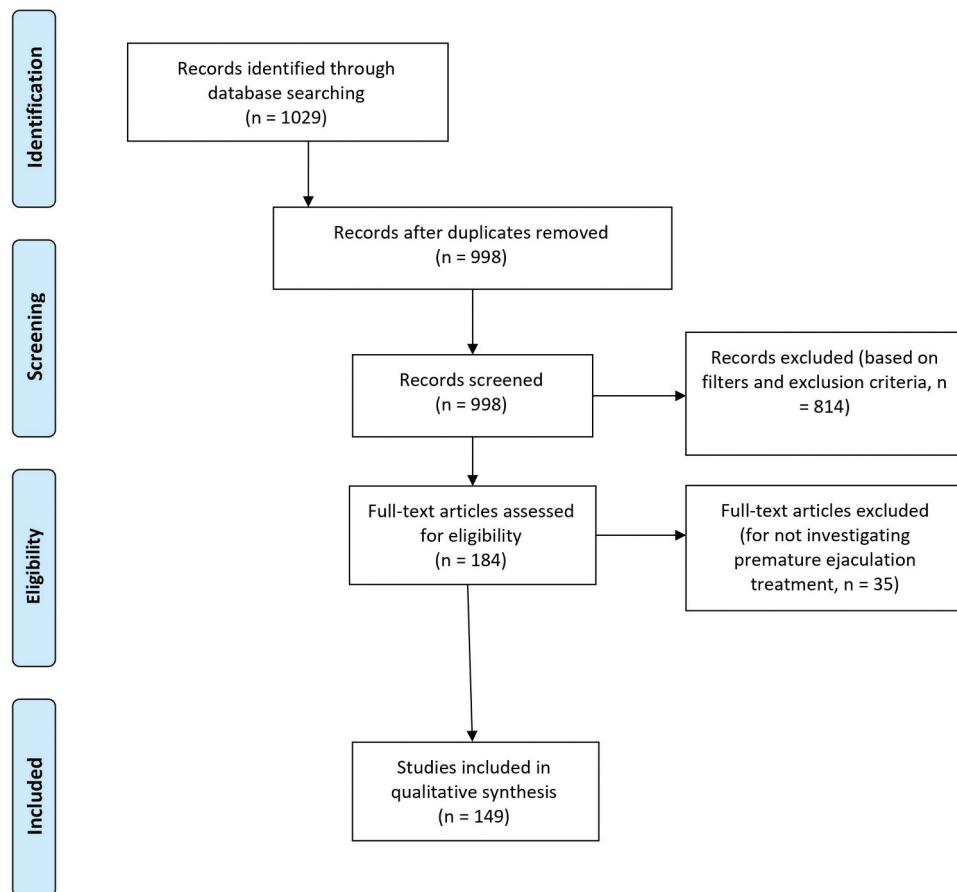 Identification
Records identified through
database searching
(n = 1029)
Records after duplicates removed
(n = 998)
Screening
Records screened
(n = 998)
Records excluded (based on
filters and exclusion criteria, n
= 814)
Eligibility
Full-text articles assessed
for eligibility
(n = 184)
Full-text articles excluded
(for not investigating
premature ejaculation
treatment, n = 35)
Included
Studies included in
qualitative synthesis
(n = 149)